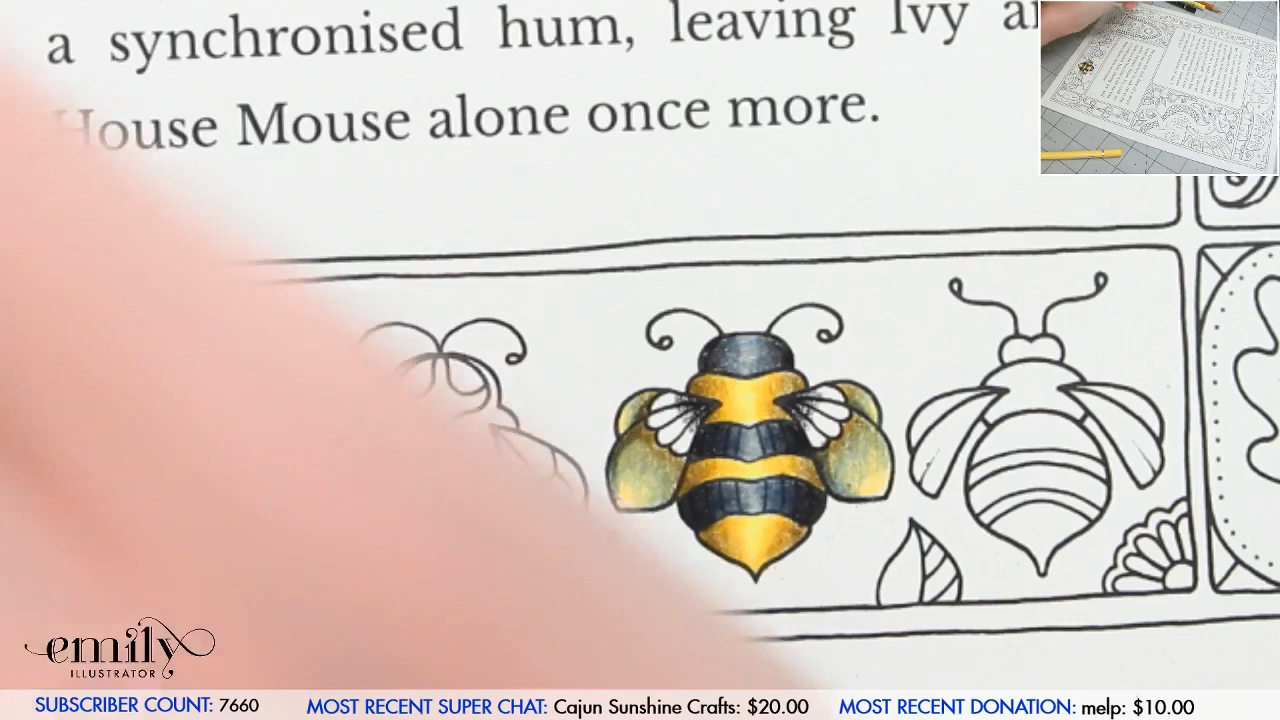 a synchronised hum, leaving Ivy
House Mouse alone once more.
emily
ILLUSTRATOR
SUBSCRIBER COUNT: 7660 MOST RECENT SUPER CHAT: Cajun Sunshine Crafts: $20.00 MOST RECENT DONATION: melp: $10.00